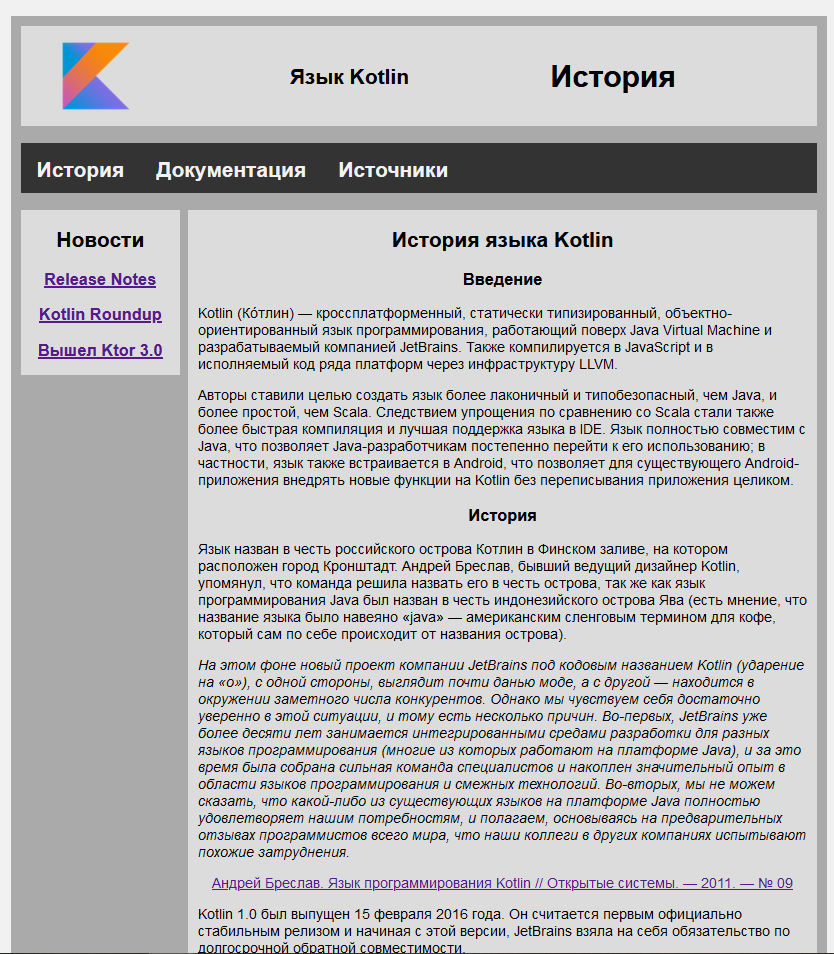 Язык Kotlin
История
История Документация Источники
Новости
Release Notes
Kotlin Roundup
Вышел Ktor 3.0
История языка Kotlin
Введение
Kotlin (Ко́тлин) — кроссплатформенный, статически типизированный, объектно-
ориентированный язык программирования, работающий поверх Java Virtual Machine и
разрабатываемый компанией JetBrains. Также компилируется в JavaScript и в
исполняемый код ряда платформ через инфраструктуру LLVM.
Авторы ставили целью создать язык более лаконичный и типобезопасный, чем Java, и
более простой, чем Scala. Следствием упрощения по сравнению со Scala стали также
более быстрая компиляция и лучшая поддержка языка в IDE. Язык полностью совместим с
Java, что позволяет Java-разработчикам постепенно перейти к его использованию; в
частности, язык также встраивается в Android, что позволяет для существующего Android-
приложения внедрять новые функции на Kotlin без переписывания приложения целиком.
История
Язык назван в честь российского острова Котлин в Финском заливе, на котором
расположен город Кронштадт. Андрей Бреслав, бывший ведущий дизайнер Kotlin,
упомянул, что команда решила назвать его в честь острова, так же как язык
программирования Java был назван в честь индонезийского острова Ява (есть мнение, что
название языка было навеяно «java» — американским сленговым термином для кофе,
который сам по себе происходит от названия острова).
На этом фоне новый проект компании JetBrains под кодовым названием Kotlin (ударение
на «о»), с одной стороны, выглядит почти данью моде, а с другой — находится в
окружении заметного числа конкурентов. Однако мы чувствуем себя достаточно
уверенно в этой ситуации, и тому есть несколько причин. Во-первых, JetBrains уже
более десяти лет занимается интегрированными средами разработки для разных
языков программирования (многие из которых работают на платформе Java), и за это
время была собрана сильная команда специалистов и накоплен значительный опыт в
области языков программирования и смежных технологий. Во-вторых, мы не можем
сказать, что какой-либо из существующих языков на платформе Java полностью
удовлетворяет нашим потребностям, и полагаем, основываясь на предварительных
отзывах программистов всего мира, что наши коллеги в других компаниях испытывают
похожие затруднения.
Андрей Бреслав. Язык программирования Kotlin // Открытые системы. — 2011. — № 09
Kotlin 1.0 был выпущен 15 февраля 2016 года. Он считается первым официально
стабильным релизом и начиная с этой версии, JetBrains взяла на себя обязательство по
долгосрочной обратной совместимости.